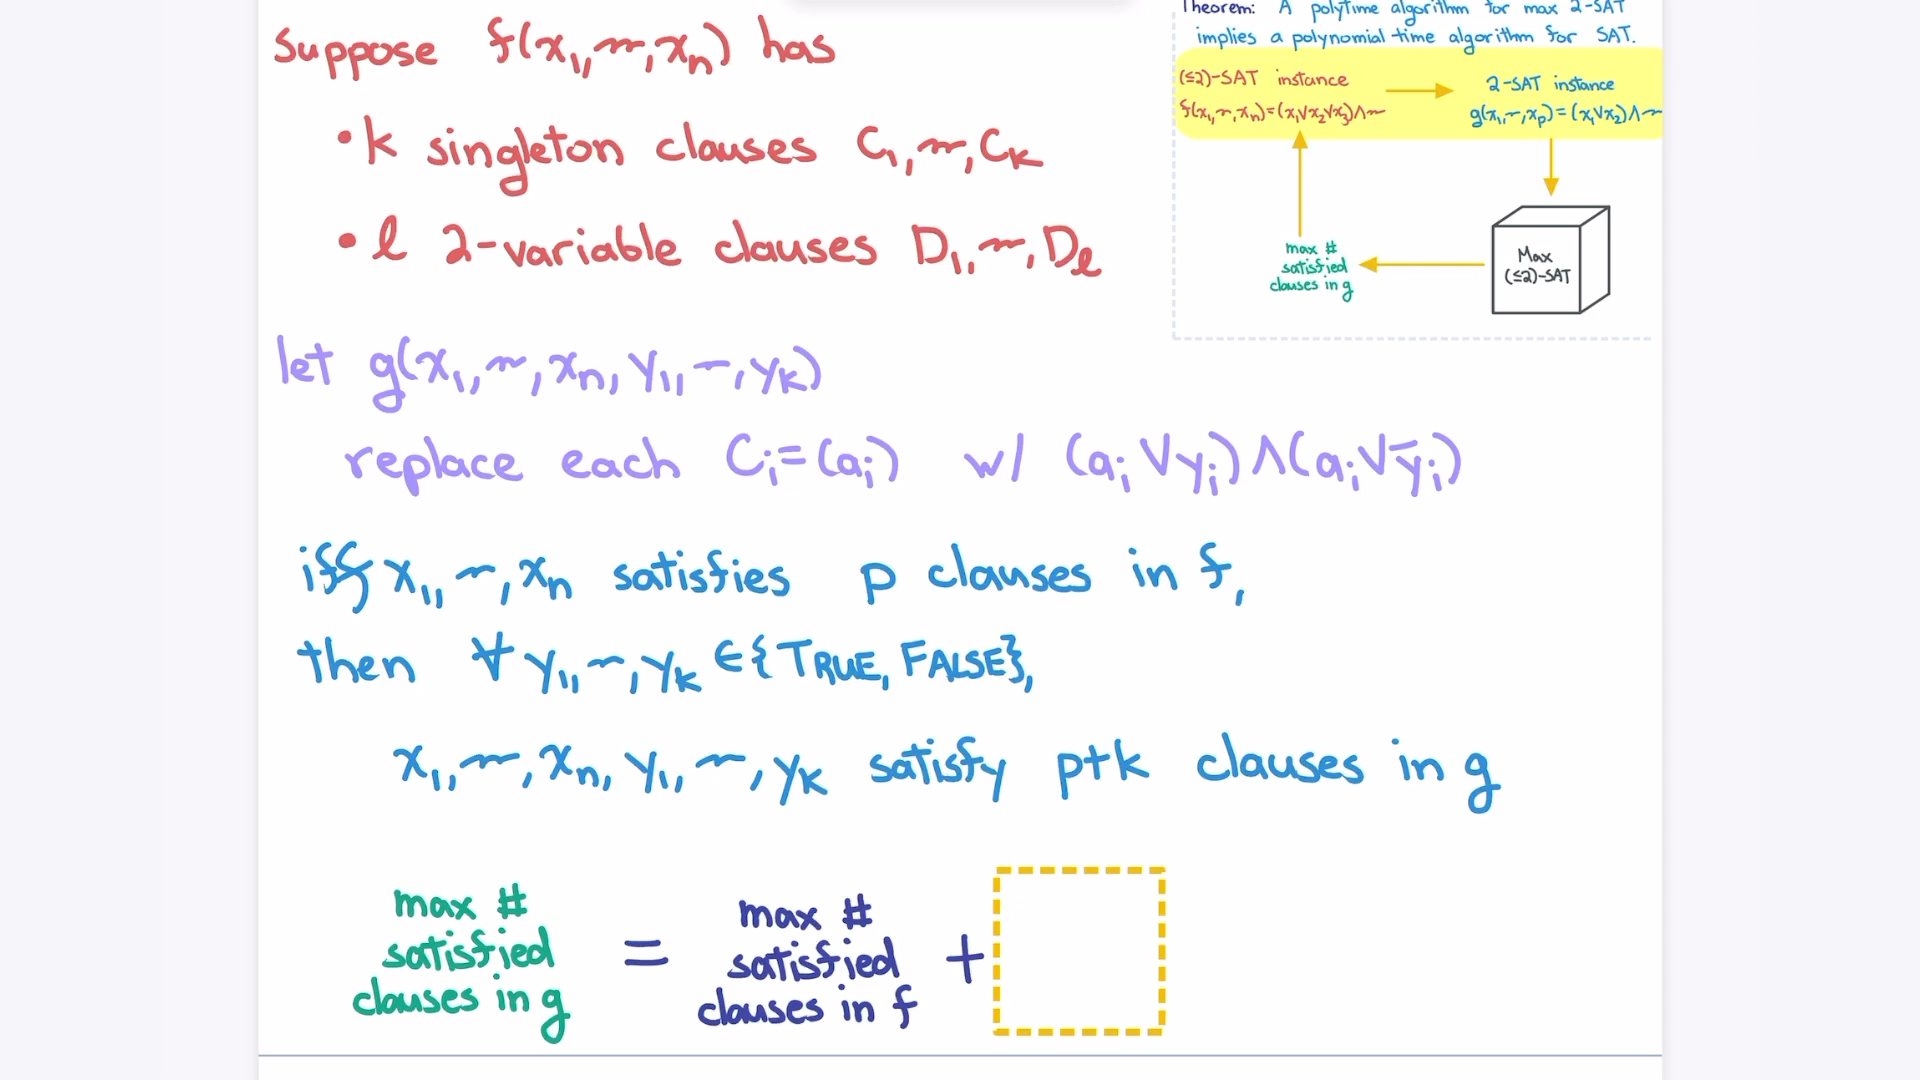 Suppose f(x₁,~,xₙ) has
• k singleton clauses C₁,~,Cₖ
• ℓ 2-variable clauses D₁,~,Dℓ
let g(x₁,~,xₙ,y₁,~,yₖ)
replace each Cᵢ=(aᵢ) w/ (aᵢ∨yᵢ)∧(aᵢ∨ȳᵢ)
iff x₁,~,xₙ satisfies p clauses in f,
then ∀ y₁,~,yₖ ∈{TRUE, FALSE},
x₁,~,xₙ,y₁,~,yₖ satisfy p+k clauses in g
max #
satisfied
clauses in g
=
max #
satisfied
clauses in f
+
Theorem: A polytime algorithm for max 2-SAT
implies a polynomial time algorithm for SAT.
(≤2)-SAT instance
f(x₁,~,xₙ)=(x₁∨x₂∨x₃)∧~
2-SAT instance
g(x₁,~,xₚ)=(x₁∨x₂)∧~
Max
(≤2)-SAT
max #
satisfied
clauses in g